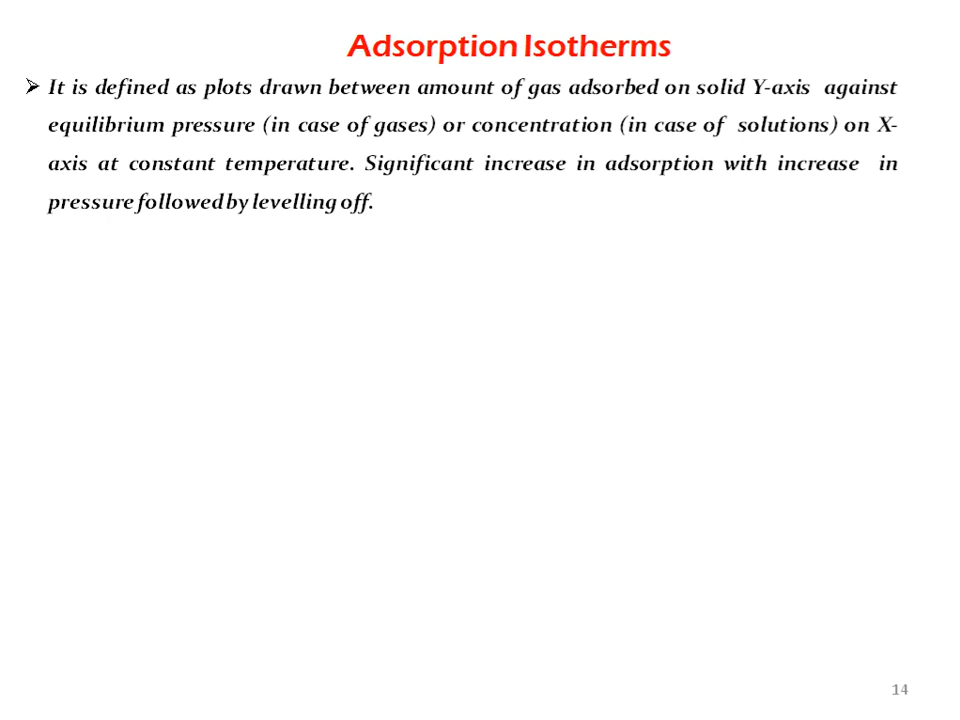 Adsorption Isotherms
➢ It is defined as plots drawn between amount of gas adsorbed on solid Y-axis against
equilibrium pressure (in case of gases) or concentration (in case of solutions) on X-
axis at constant temperature. Significant increase in adsorption with increase in
pressure followed by levelling off.
14